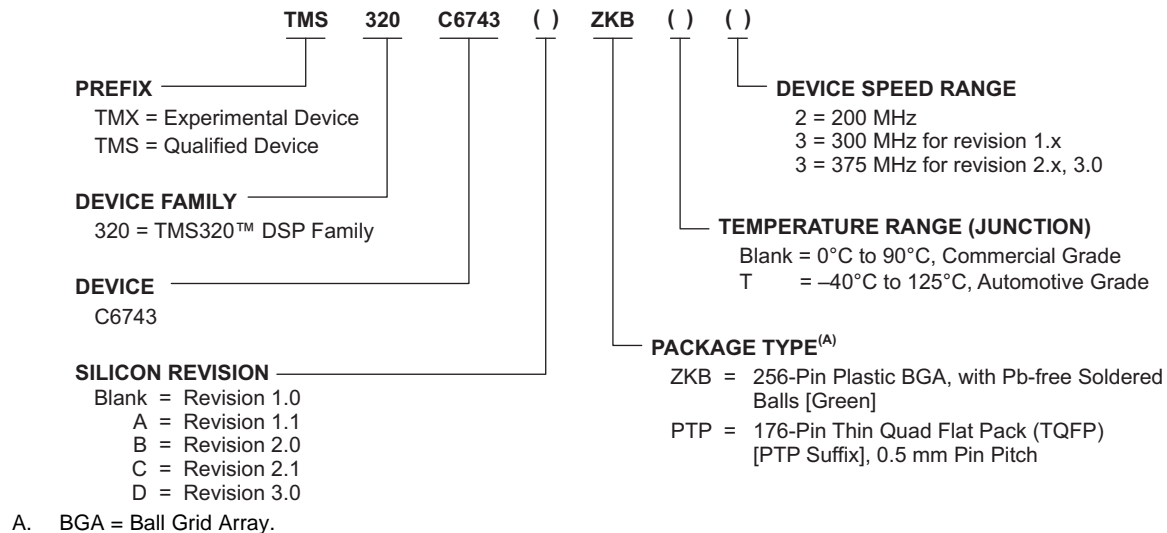 TMS 320 C6743 ( ) ZKB ( ) ( )
PREFIX
TMX = Experimental Device
TMS = Qualified Device
DEVICE FAMILY
320 = TMS320™ DSP Family
DEVICE
C6743
SILICON REVISION
Blank = Revision 1.0
A = Revision 1.1
B = Revision 2.0
C = Revision 2.1
D = Revision 3.0
DEVICE SPEED RANGE
2 = 200 MHz
3 = 300 MHz for revision 1.x
3 = 375 MHz for revision 2.x, 3.0
TEMPERATURE RANGE (JUNCTION)
Blank = 0°C to 90°C, Commercial Grade
T = –40°C to 125°C, Automotive Grade
PACKAGE TYPE(A)
ZKB = 256-Pin Plastic BGA, with Pb-free Soldered
Balls [Green]
PTP = 176-Pin Thin Quad Flat Pack (TQFP)
[PTP Suffix], 0.5 mm Pin Pitch
A. BGA = Ball Grid Array.